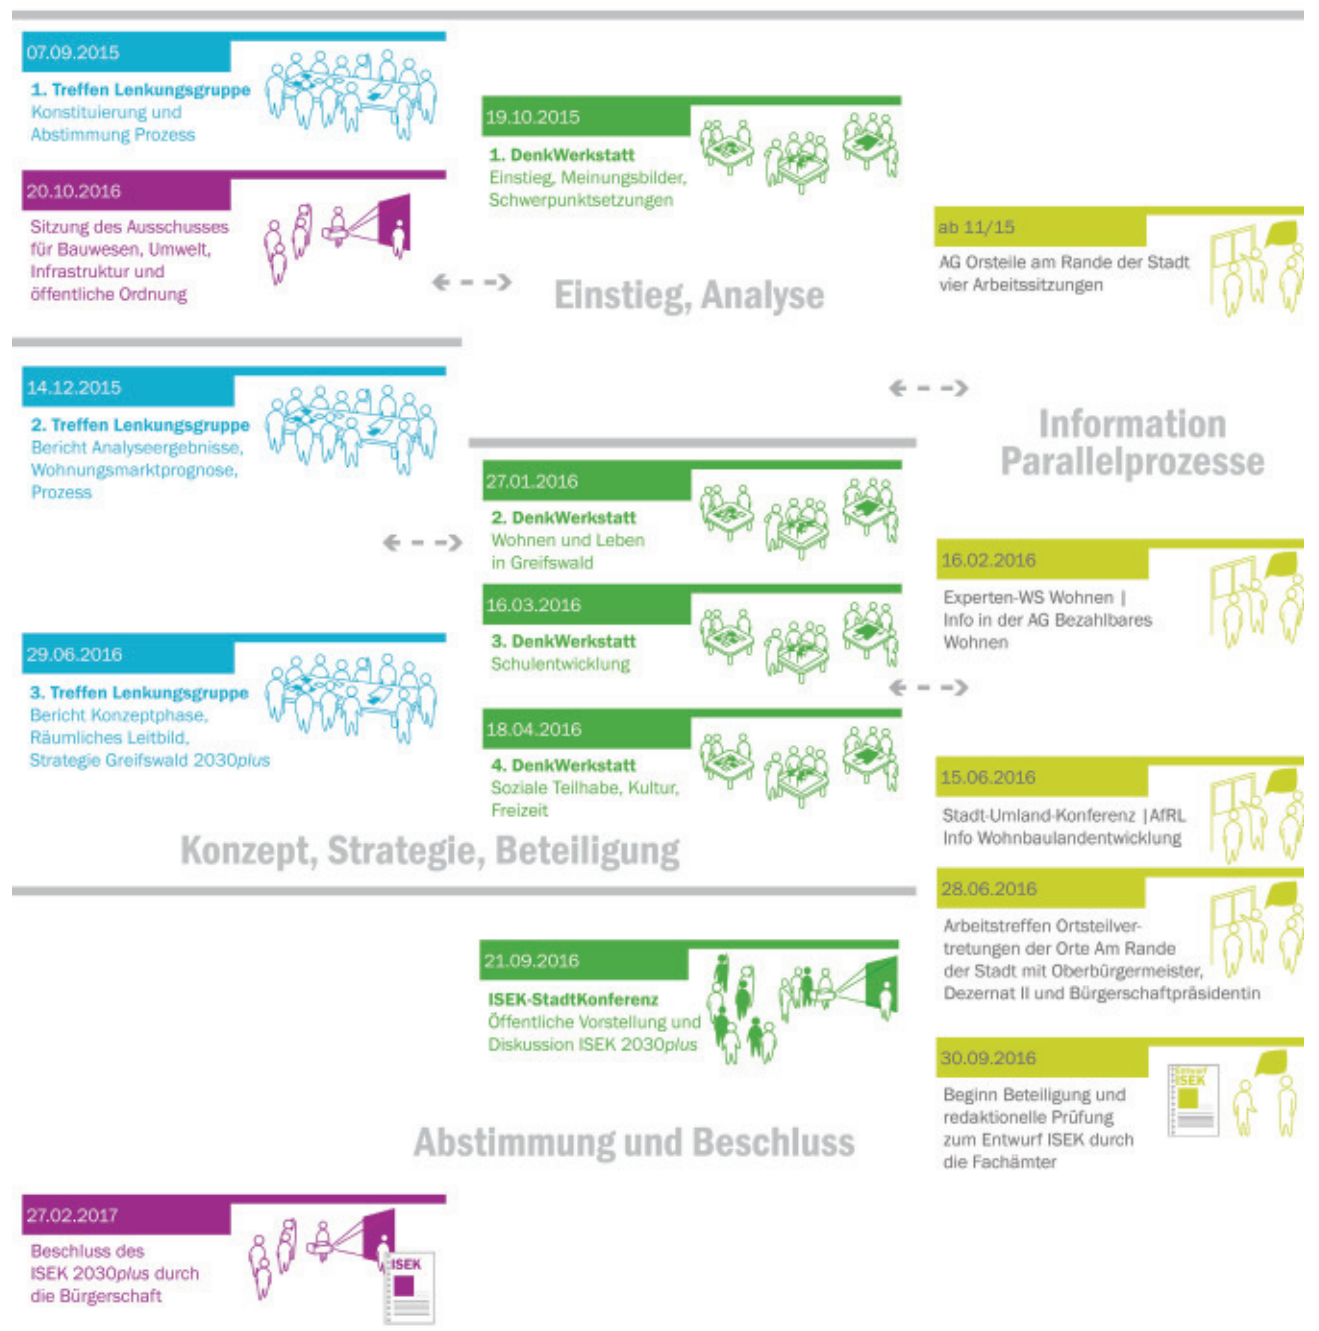 07.09.2015
1. Treffen Lenkungsgruppe
Konstituierung und
Abstimmung Prozess
20.10.2016
Sitzung des Ausschusses
für Bauwesen, Umwelt,
Infrastruktur und
öffentliche Ordnung
19.10.2015
1. DenkWerkstatt
Einstieg, Meinungsbilder,
Schwerpunktsetzungen
ab 11/15
AG Orsteile am Rande der Stadt
vier Arbeitssitzungen
Einstieg, Analyse
14.12.2015
2. Treffen Lenkungsgruppe
Bericht Analyseergebnisse,
Wohnungsmarktprognose,
Prozess
Information
Parallelprozesse
27.01.2016
2. DenkWerkstatt
Wohnen und Leben
in Greifswald
16.03.2016
3. DenkWerkstatt
Schulentwicklung
16.02.2016
Experten-WS Wohnen |
Info in der AG Bezahlbares
Wohnen
29.06.2016
3. Treffen Lenkungsgruppe
Bericht Konzeptphase,
Räumliches Leitbild,
Strategie Greifswald 2030plus
18.04.2016
4. DenkWerkstatt
Soziale Teilhabe, Kultur,
Freizeit
15.06.2016
Stadt-Umland-Konferenz |AfRL
Info Wohnbaulandentwicklung
Konzept, Strategie, Beteiligung
28.06.2016
Arbeitstreffen Ortsteilver-
tretungen der Orte Am Rande
der Stadt mit Oberbürgermeister,
Dezernat II und Bürgerschaftpräsidentin
21.09.2016
ISEK-StadtKonferenz
Öffentliche Vorstellung und
Diskussion ISEK 2030plus
30.09.2016
Beginn Beteiligung und
redaktionelle Prüfung
zum Entwurf ISEK durch
die Fachämter
Entwurf
ISEK
Abstimmung und Beschluss
27.02.2017
Beschluss des
ISEK 2030plus durch
die Bürgerschaft
ISEK